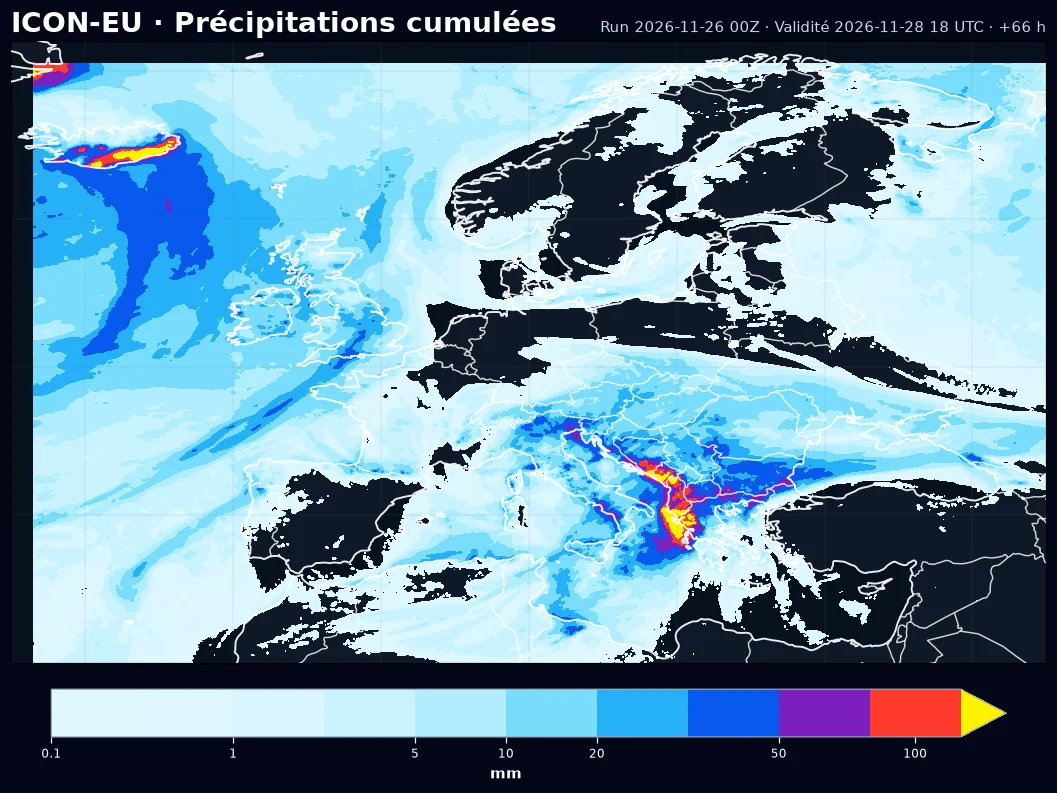 ICON-EU · Précipitations cumulées
Run 2026-11-26 00Z · Validité 2026-11-28 18 UTC · +66 h
0.1 1 5 10 20 50 100
mm